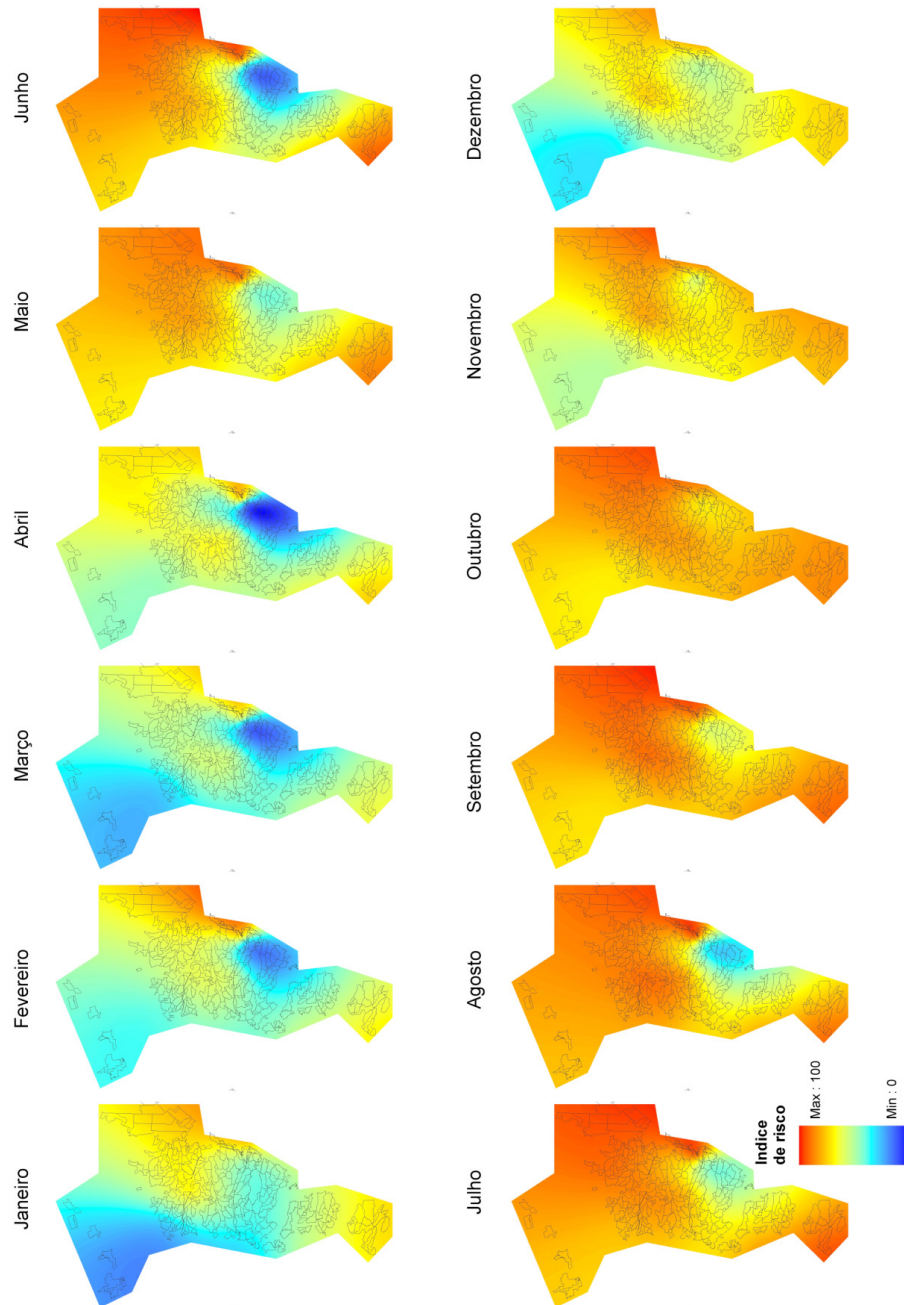 Janeiro
Fevereiro
Março
Abril
Maio
Junho
Julho
Agosto
Setembro
Outubro
Novembro
Dezembro
Indice
de risco
Max : 100
Min : 0